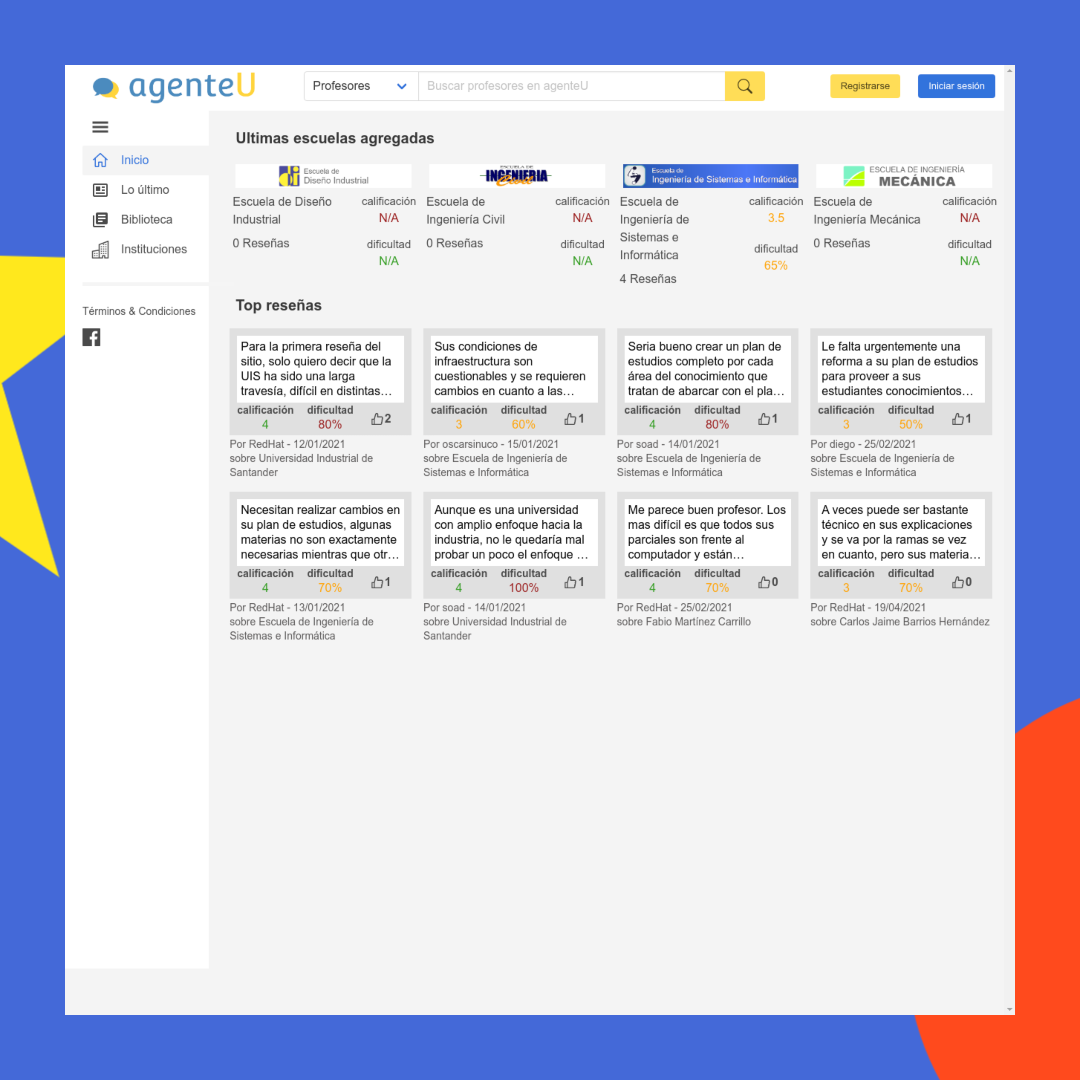 agenteU
Profesores
Buscar profesores en agenteU
Registrarse
Iniciar sesión
Inicio
Lo último
Biblioteca
Instituciones
Términos & Condiciones
Ultimas escuelas agregadas
Escuela de
Diseño Industrial
Escuela de Diseño
Industrial
0 Reseñas
calificación
N/A
dificultad
N/A
ESCUELA DE
INGENIERIA
Civil
Escuela de
Ingeniería Civil
0 Reseñas
calificación
N/A
dificultad
N/A
Escuela de
Ingeniería de Sistemas e Informática
Escuela de
Ingeniería de
Sistemas e
Informática
4 Reseñas
calificación
3.5
dificultad
65%
ESCUELA DE INGENIERÍA
MECÁNICA
Escuela de
Ingeniería Mecánica
0 Reseñas
calificación
N/A
dificultad
N/A
Top reseñas
Para la primera reseña del
sitio, solo quiero decir que la
UIS ha sido una larga
travesía, difícil en distintas…
calificación dificultad
4 80% 2
Por RedHat - 12/01/2021
sobre Universidad Industrial de
Santander
Sus condiciones de
infraestructura son
cuestionables y se requieren
cambios en cuanto a las…
calificación dificultad
3 60% 1
Por oscarsinuco - 15/01/2021
sobre Escuela de Ingeniería de
Sistemas e Informática
Seria bueno crear un plan de
estudios completo por cada
área del conocimiento que
tratan de abarcar con el pla…
calificación dificultad
4 80% 1
Por soad - 14/01/2021
sobre Escuela de Ingeniería de
Sistemas e Informática
Le falta urgentemente una
reforma a su plan de estudios
para proveer a sus
estudiantes conocimientos…
calificación dificultad
3 50% 1
Por diego - 25/02/2021
sobre Escuela de Ingeniería de
Sistemas e Informática
Necesitan realizar cambios en
su plan de estudios, algunas
materias no son exactamente
necesarias mientras que otr…
calificación dificultad
4 70% 1
Por RedHat - 13/01/2021
sobre Escuela de Ingeniería de
Sistemas e Informática
Aunque es una universidad
con amplio enfoque hacia la
industria, no le quedaría mal
probar un poco el enfoque …
calificación dificultad
4 100% 1
Por soad - 14/01/2021
sobre Universidad Industrial de
Santander
Me parece buen profesor. Los
mas difícil es que todos sus
parciales son frente al
computador y están…
calificación dificultad
4 70% 0
Por RedHat - 25/02/2021
sobre Fabio Martínez Carrillo
A veces puede ser bastante
técnico en sus explicaciones
y se va por la ramas se vez
en cuanto, pero sus materia…
calificación dificultad
3 70% 0
Por RedHat - 19/04/2021
sobre Carlos Jaime Barrios Hernández